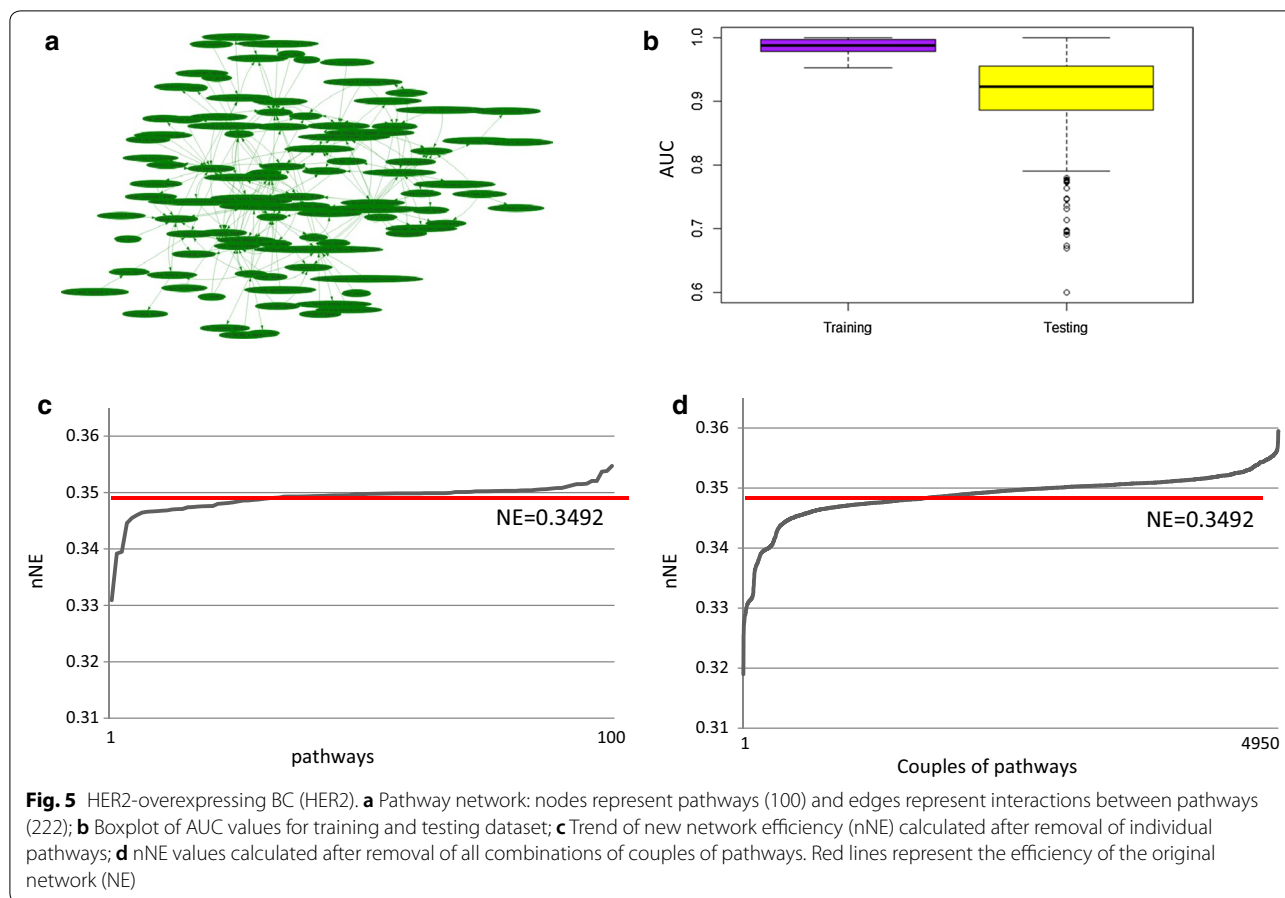 a
b
1.0
0.9
0.8
0.7
0.6
AUC
Training
Testing
c
0.36
0.35
0.34
0.33
0.32
0.31
nNE
NE=0.3492
1
100
pathways
d
0.36
0.35
0.34
0.33
0.32
0.31
nNE
NE=0.3492
1
4950
Couples of pathways
Fig. 5 HER2-overexpressing BC (HER2). a Pathway network: nodes represent pathways (100) and edges represent interactions between pathways
(222); b Boxplot of AUC values for training and testing dataset; c Trend of new network efficiency (nNE) calculated after removal of individual
pathways; d nNE values calculated after removal of all combinations of couples of pathways. Red lines represent the efficiency of the original
network (NE)